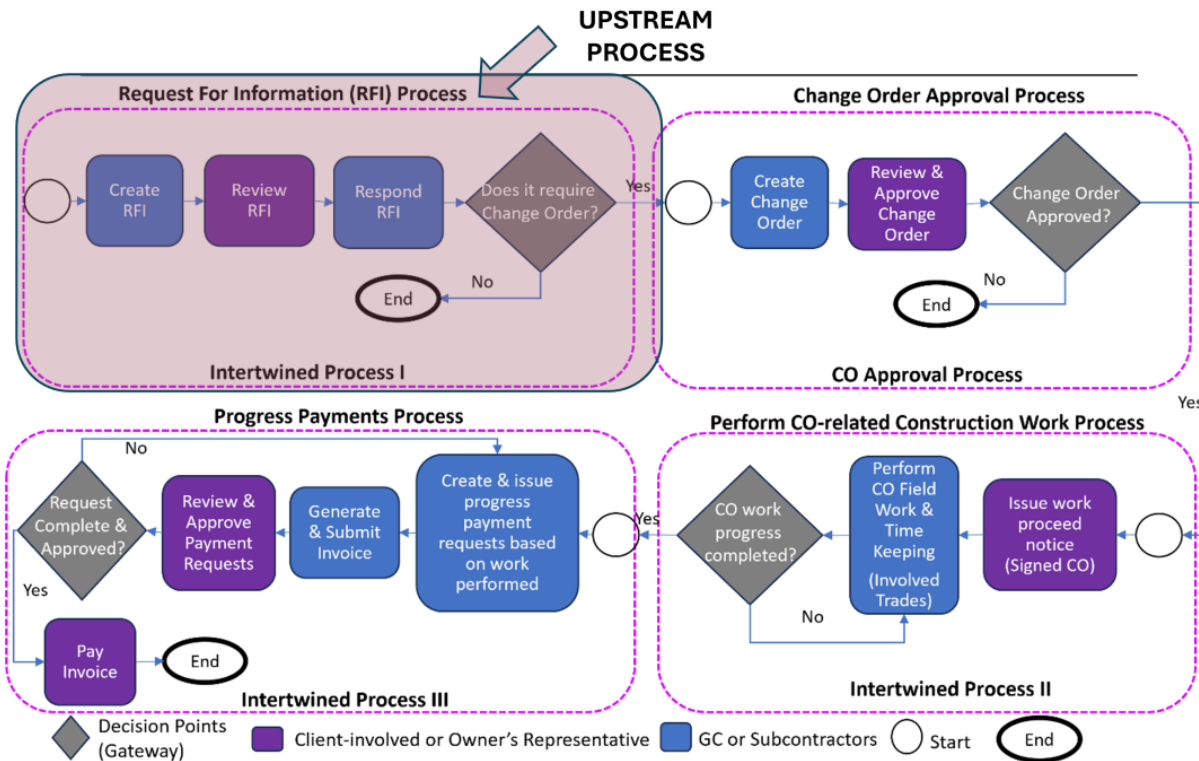 UPSTREAM
PROCESS
Request For Information (RFI) Process
Create
RFI
Review
RFI
Respond
RFI
Does it require
Change Order?
Yes
No
End
Intertwined Process I
Change Order Approval Process
Create
Change
Order
Review &
Approve
Change
Order
Change Order
Approved?
No
End
CO Approval Process
Yes
Progress Payments Process
No
Request
Complete &
Approved?
Review &
Approve
Payment
Requests
Generate
& Submit
Invoice
Create & issue
progress
payment
requests based
on work
performed
Yes
Pay
Invoice
End
Intertwined Process III
Perform CO-related Construction Work Process
Yes
CO work
progress
completed?
No
Perform
CO Field
Work &
Time
Keeping
(Involved
Trades)
Issue work
proceed
notice
(Signed CO)
Intertwined Process II
Decision Points
(Gateway)
Client-involved or Owner's Representative
GC or Subcontractors
Start
End